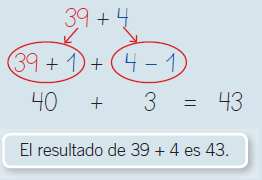 39 + 4
39 + 1 + 4 − 1
40 + 3 = 43
El resultado de 39 + 4 es 43.